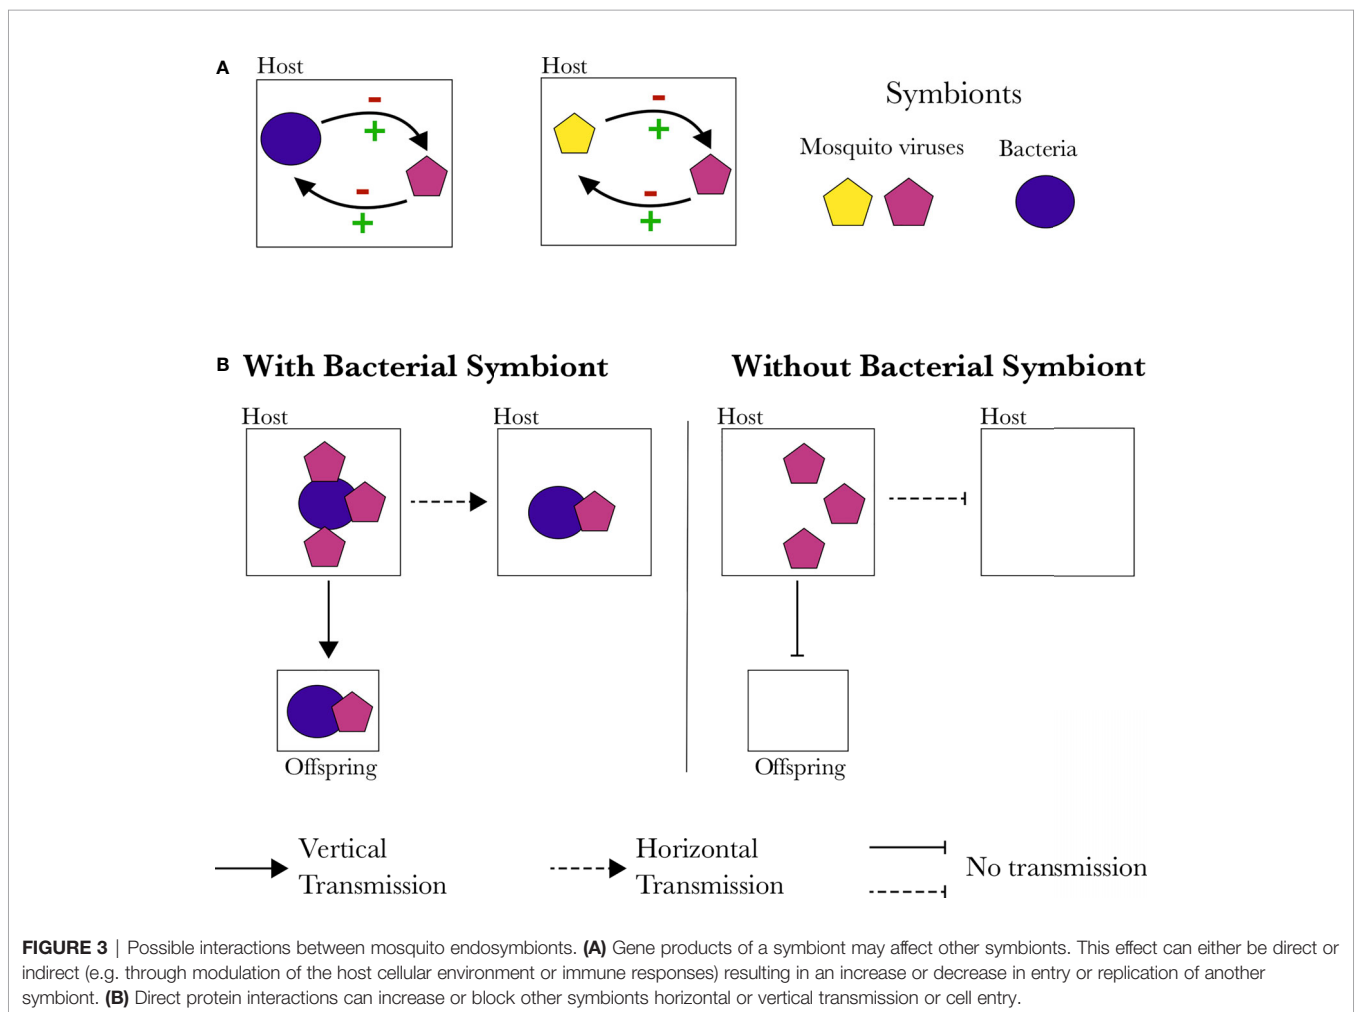 A
Host
Host
Symbionts
Mosquito viruses
Bacteria
-
+
-
+
-
+
-
+
B
With Bacterial Symbiont
Without Bacterial Symbiont
Host
Host
Host
Host
Offspring
Offspring
Vertical
Transmission
Horizontal
Transmission
No transmission
FIGURE 3 | Possible interactions between mosquito endosymbionts. (A) Gene products of a symbiont may affect other symbionts. This effect can either be direct or
indirect (e.g. through modulation of the host cellular environment or immune responses) resulting in an increase or decrease in entry or replication of another
symbiont. (B) Direct protein interactions can increase or block other symbionts horizontal or vertical transmission or cell entry.